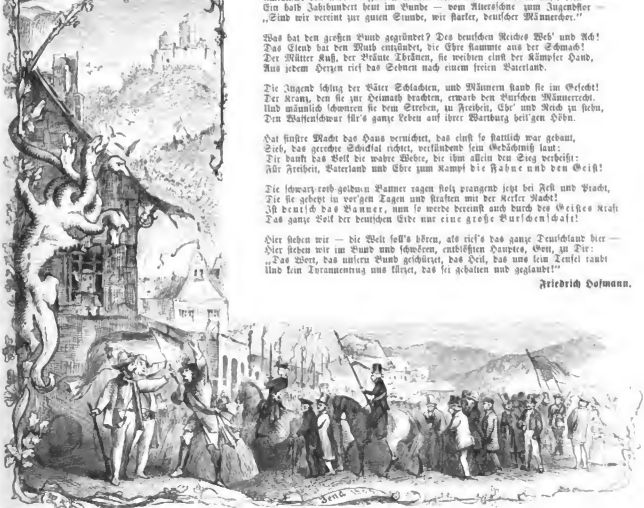 Ein halb Jahrhundert heut im Bunde — vom Altersschne zum Jugendflor —
„Sind wir vereint zur guten Stunde, wir starker, deutscher Männerchor.“
Was hat den großen Bund gegründet? Des deutschen Reiches Weh' und Ach!
Das Elend hat den Muth entzündet, die Ehre flammte aus der Schmach!
Der Mütter Kuß, der Bräute Thränen, sie weihten einst der Kämpfer Hand,
Aus jedem Herzen rief das Sehnen nach einem freien Vaterland.
Die Jugend schlug der Väter Schlachten, und Männern stand sie im Gefecht!
Der Kranz, den sie zur Heimath brachten, erwarb den Burschen Männerrecht.
Und männlich schwuren sie dem Streben, zu Freiheit, Ehr' und Reich zu stehn,
Den Waffenschwur für's ganze Leben auf ihrer Wartburg heil'gen Höhn.
Hat finstre Macht das Haus vernichtet, das einst so stattlich war gebaut,
Sieh, das gerechte Schicksal richtet, verkündend sein Gedächtniß laut:
Dir dankt das Volk die wahre Wehre, die ihm allein den Sieg verheißt:
Für Freiheit, Vaterland und Ehre zum Kampf die Fahne und den Geist!
Die schwarz-roth-goldnen Banner ragen stolz prangend jetzt bei Fest und Pracht,
Die sie gehetzt in vor'gen Tagen und straften mit der Kerker Nacht!
Ist deutsch das Banner, nun so werde dereinst auch durch des Geistes Kraft
Das ganze Volk der deutschen Erde nur eine große Burschenschaft!
Hier stehen wir — die Welt soll's hören, als rief's das ganze Deutschland hier —
Hier stehen wir im Bund und schwören, entblößten Hauptes, Gott, zu Dir:
„Das Wort, das unsern Bund geschürzet, das Heil, das uns kein Teufel raubt
Und kein Tyrannentrug uns kürzet, das sei gehalten und geglaubt!“
Friedrich Hofmann.
Jena